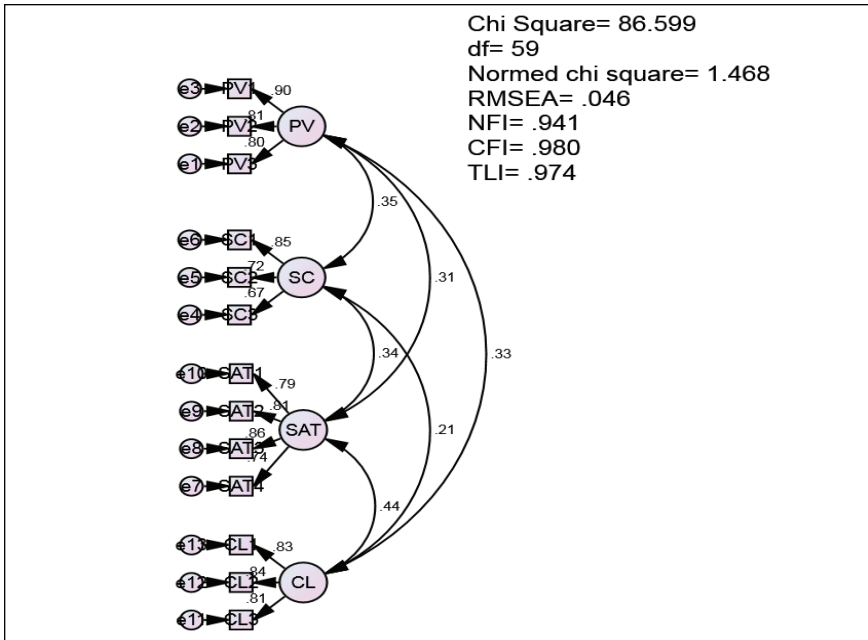 Chi Square= 86.599
df= 59
Normed chi square= 1.468
RMSEA= .046
NFI= .941
CFI= .980
TLI= .974
e3 PV1 .90
e2 PV2 .81 PV
e1 PV3 .80
.35
e6 SC1 .85
e5 SC2 .72 SC
.31
e4 SC3 .67
.34
.33
e10 SAT1 .79
e9 SAT2 .81
SAT .21
e8 SAT3 .86
e7 SAT4 .74
.44
e13 CL1 .83
e12 CL2 .84 CL
e11 CL3 .81